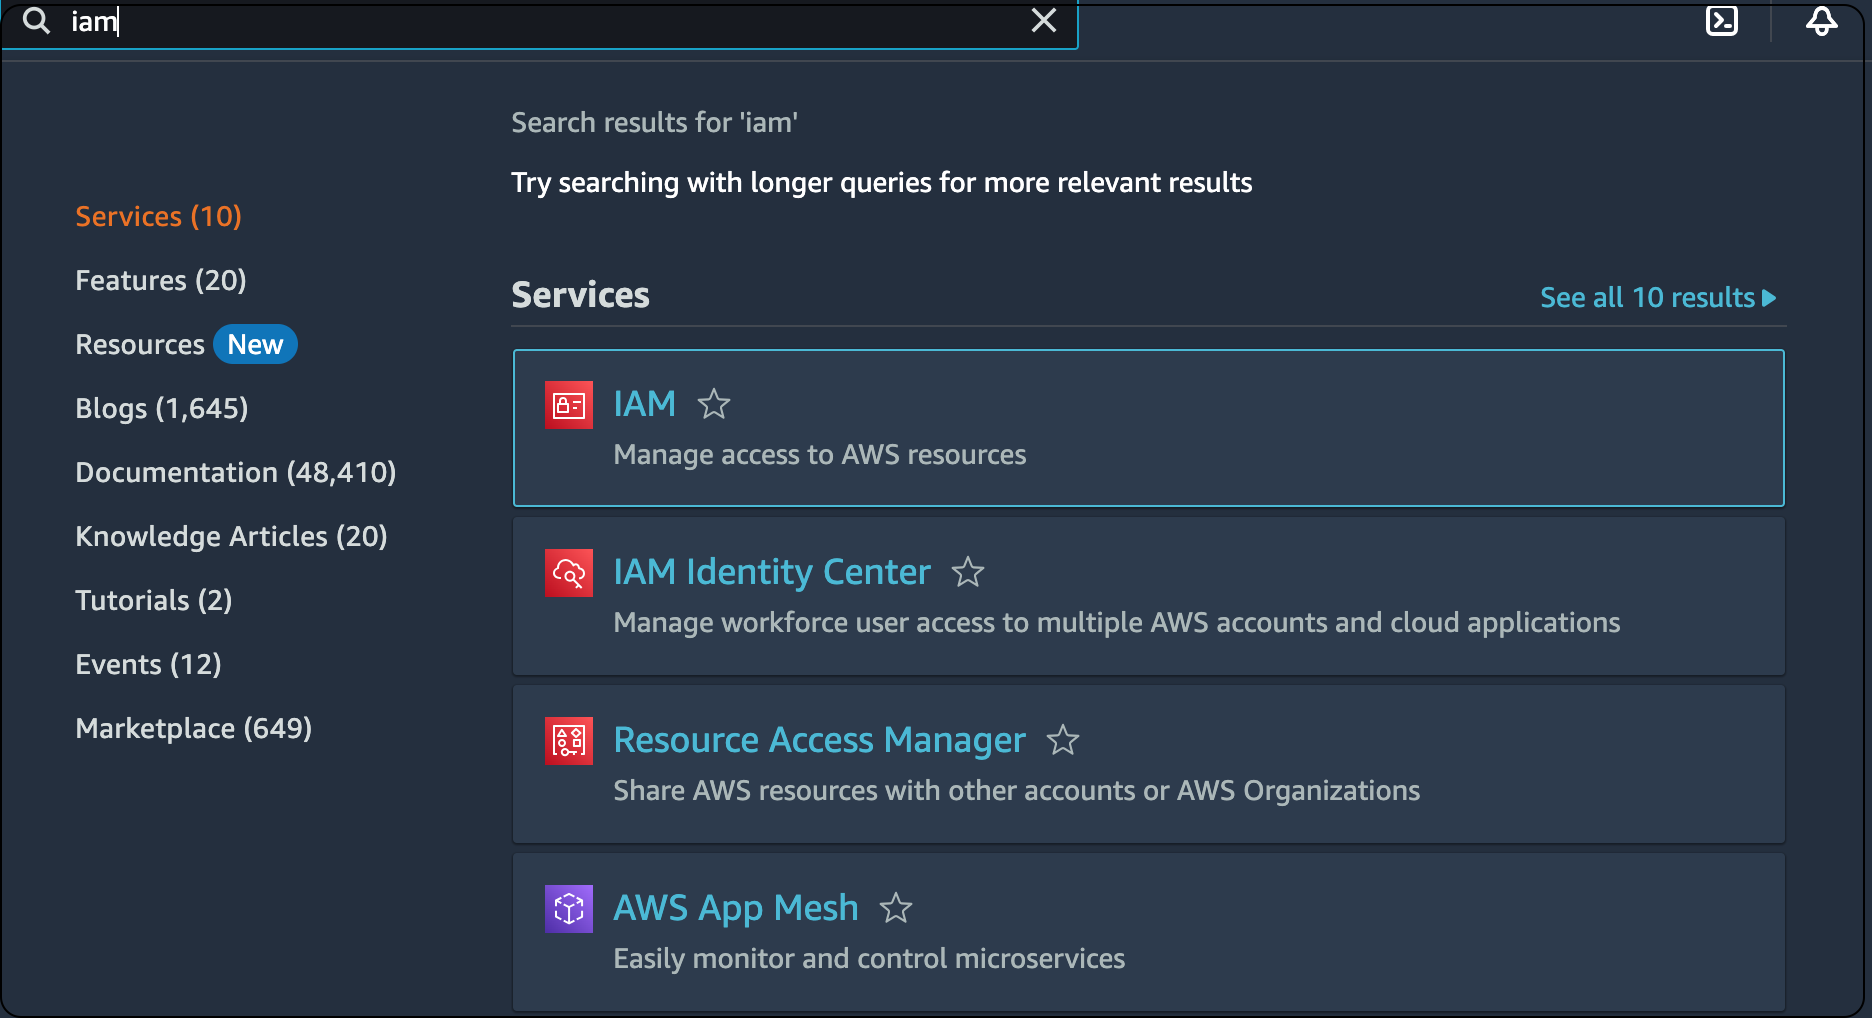 iam
Services (10)
Features (20)
Resources New
Blogs (1,645)
Documentation (48,410)
Knowledge Articles (20)
Tutorials (2)
Events (12)
Marketplace (649)
Search results for 'iam'
Try searching with longer queries for more relevant results
Services
See all 10 results
IAM
Manage access to AWS resources
IAM Identity Center
Manage workforce user access to multiple AWS accounts and cloud applications
Resource Access Manager
Share AWS resources with other accounts or AWS Organizations
AWS App Mesh
Easily monitor and control microservices